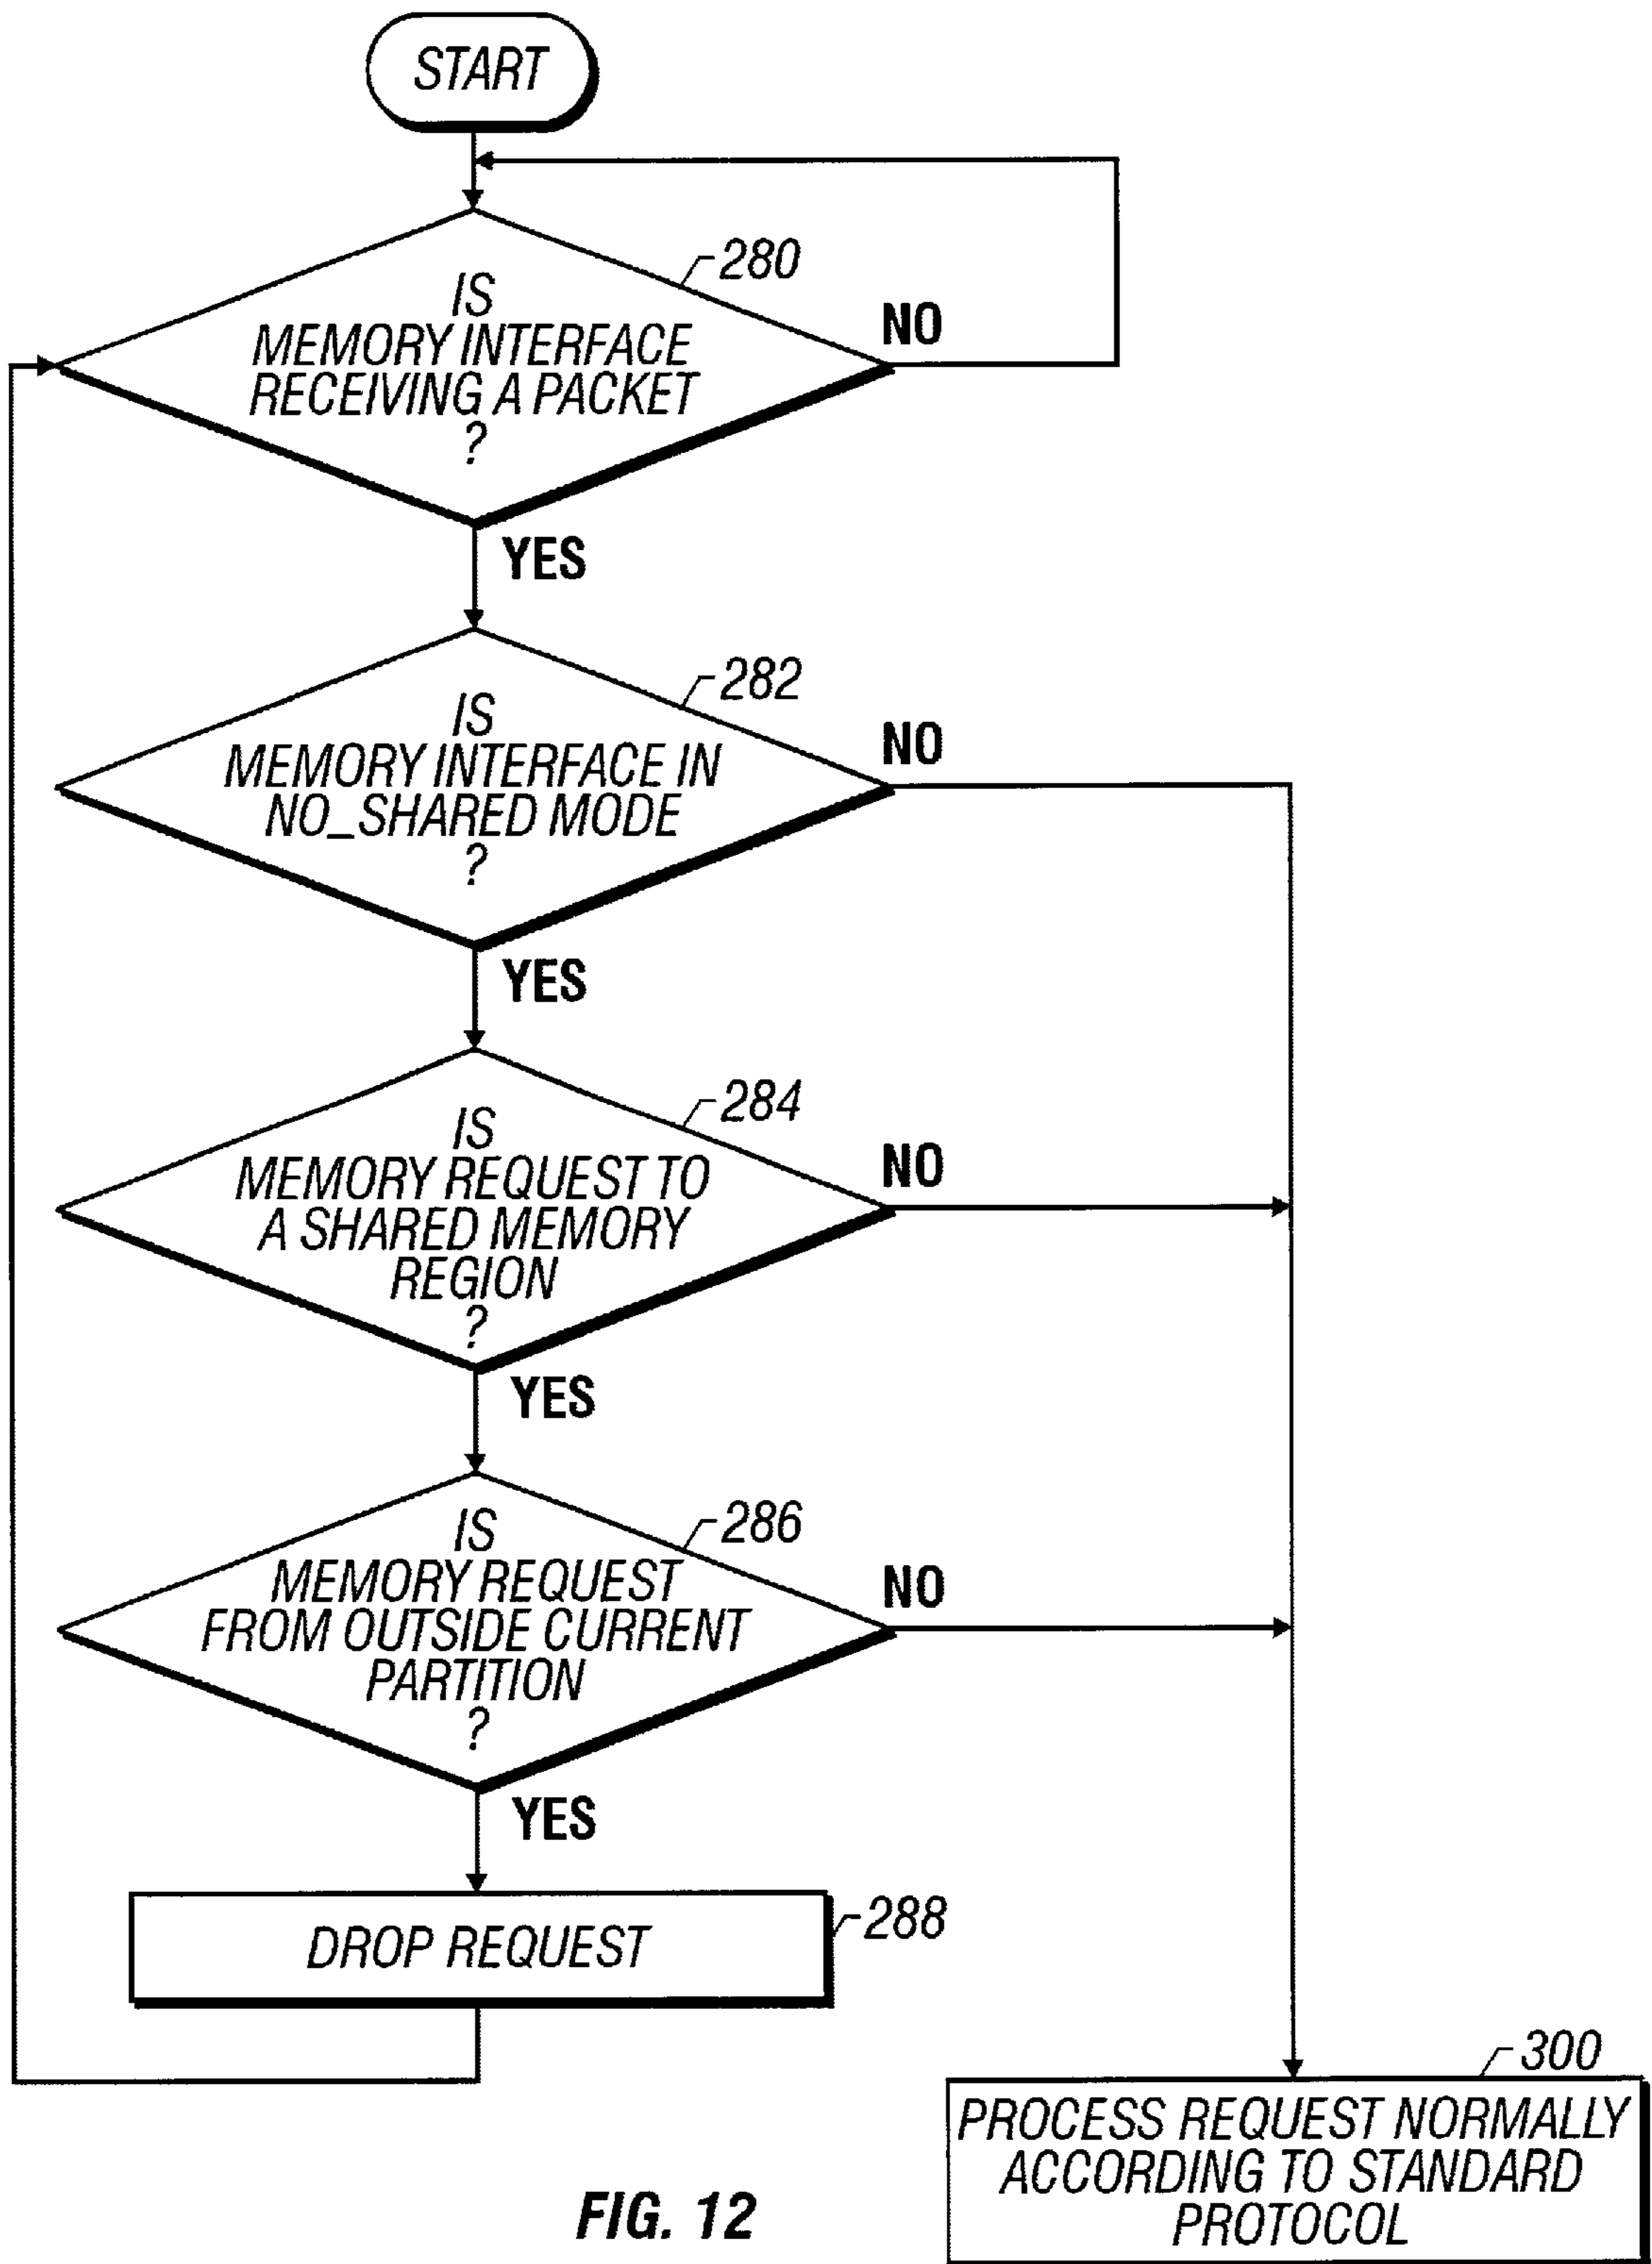 START
280
IS
MEMORY INTERFACE
RECEIVING A PACKET
?
NO
YES
282
IS
MEMORY INTERFACE IN
NO_SHARED MODE
?
NO
YES
284
IS
MEMORY REQUEST TO
A SHARED MEMORY
REGION
?
NO
YES
286
IS
MEMORY REQUEST
FROM OUTSIDE CURRENT
PARTITION
?
NO
YES
DROP REQUEST
288
300
PROCESS REQUEST NORMALLY
ACCORDING TO STANDARD
PROTOCOL
FIG. 12